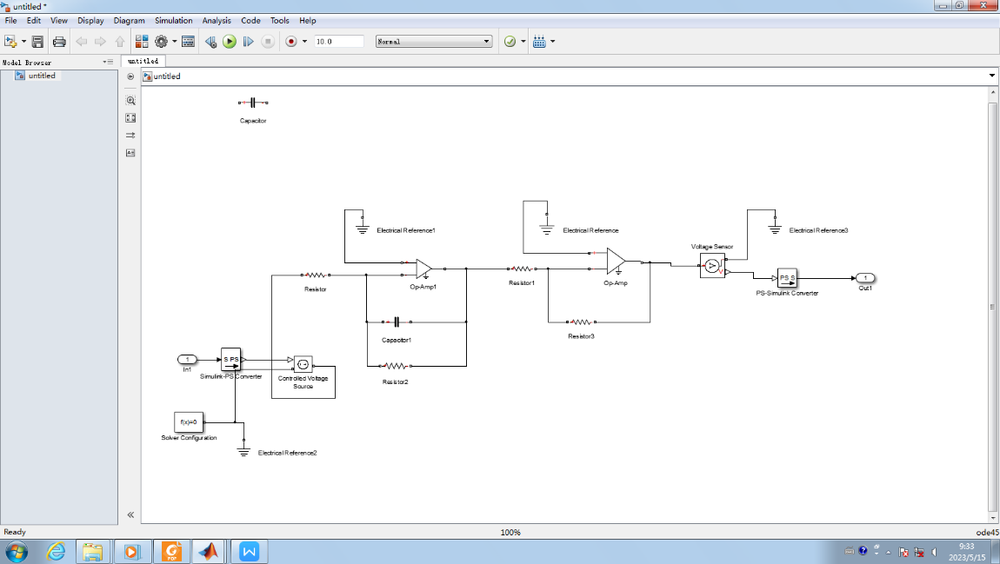 untitled *
File Edit View Display Diagram Simulation Analysis Code Tools Help
10.0 Normal
Model Browser
untitled
untitled
untitled
Capacitor
Electrical Reference1
Electrical Reference
Electrical Reference3
Voltage Sensor
Resistor
Op-Amp1
Resistor1
Op-Amp
PS S
PS-Simulink Converter
1
Out1
Capacitor1
Resistor3
1
In1
S PS
Simulink-PS Converter
Controlled Voltage
Source
Resistor2
f(x)=0
Solver Configuration
Electrical Reference2
Ready 100% ode45
9:33
2023/5/15